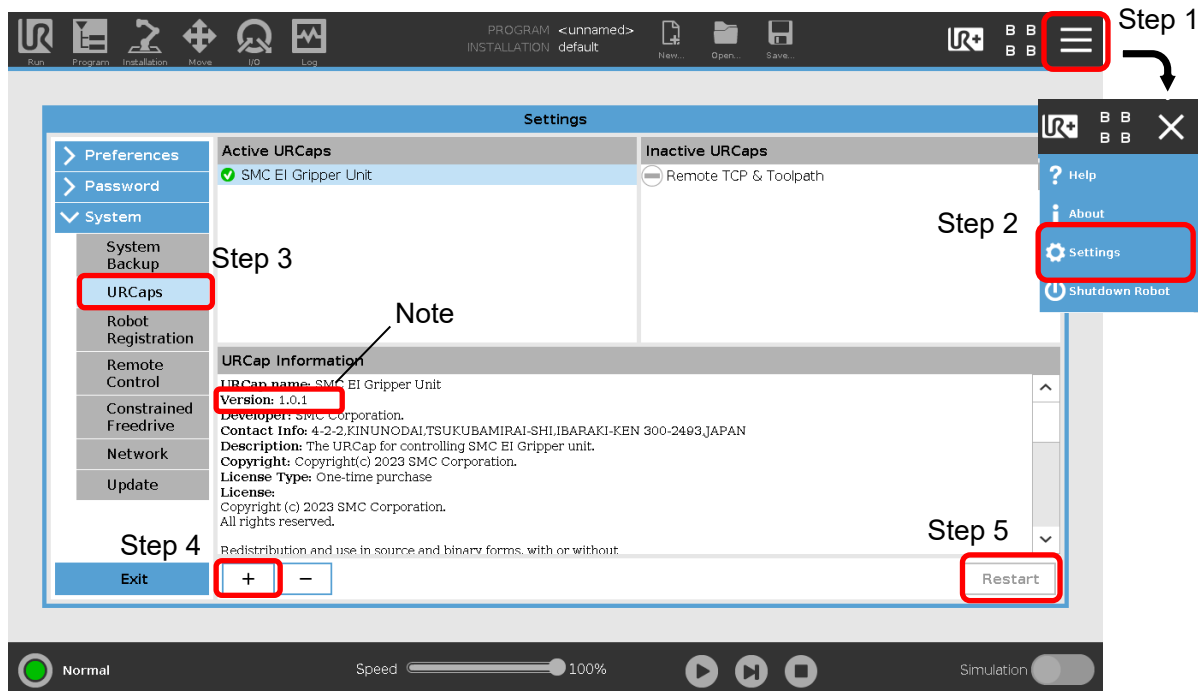 Step 1
PROGRAM <unnamed>
INSTALLATION default
UR
Run
Program
Installation
Move
I/O
Log
New...
Open...
Save...
UR+
B B
B B
UR+
B B
B B
? Help
About
Settings
Shutdown Robot
Step 2
Settings
Preferences
Password
System
System
Backup
URCaps
Robot
Registration
Remote
Control
Constrained
Freedrive
Network
Update
Exit
Step 3
Active URCaps
SMC EI Gripper Unit
Inactive URCaps
Remote TCP & Toolpath
Note
URCap Information
URCap name: SMC EI Gripper Unit
Version: 1.0.1
Developer: SMC Corporation.
Contact Info: 4-2-2,KINUNODAI,TSUKUBAMIRAI-SHI,IBARAKI-KEN 300-2493,JAPAN
Description: The URCap for controlling SMC EI Gripper unit.
Copyright: Copyright(c) 2023 SMC Corporation.
License Type: One-time purchase
License:
Copyright (c) 2023 SMC Corporation.
All rights reserved.
Redistribution and use in source and binary forms, with or without
Step 4
+
−
Step 5
Restart
Normal
Speed
100%
Simulation